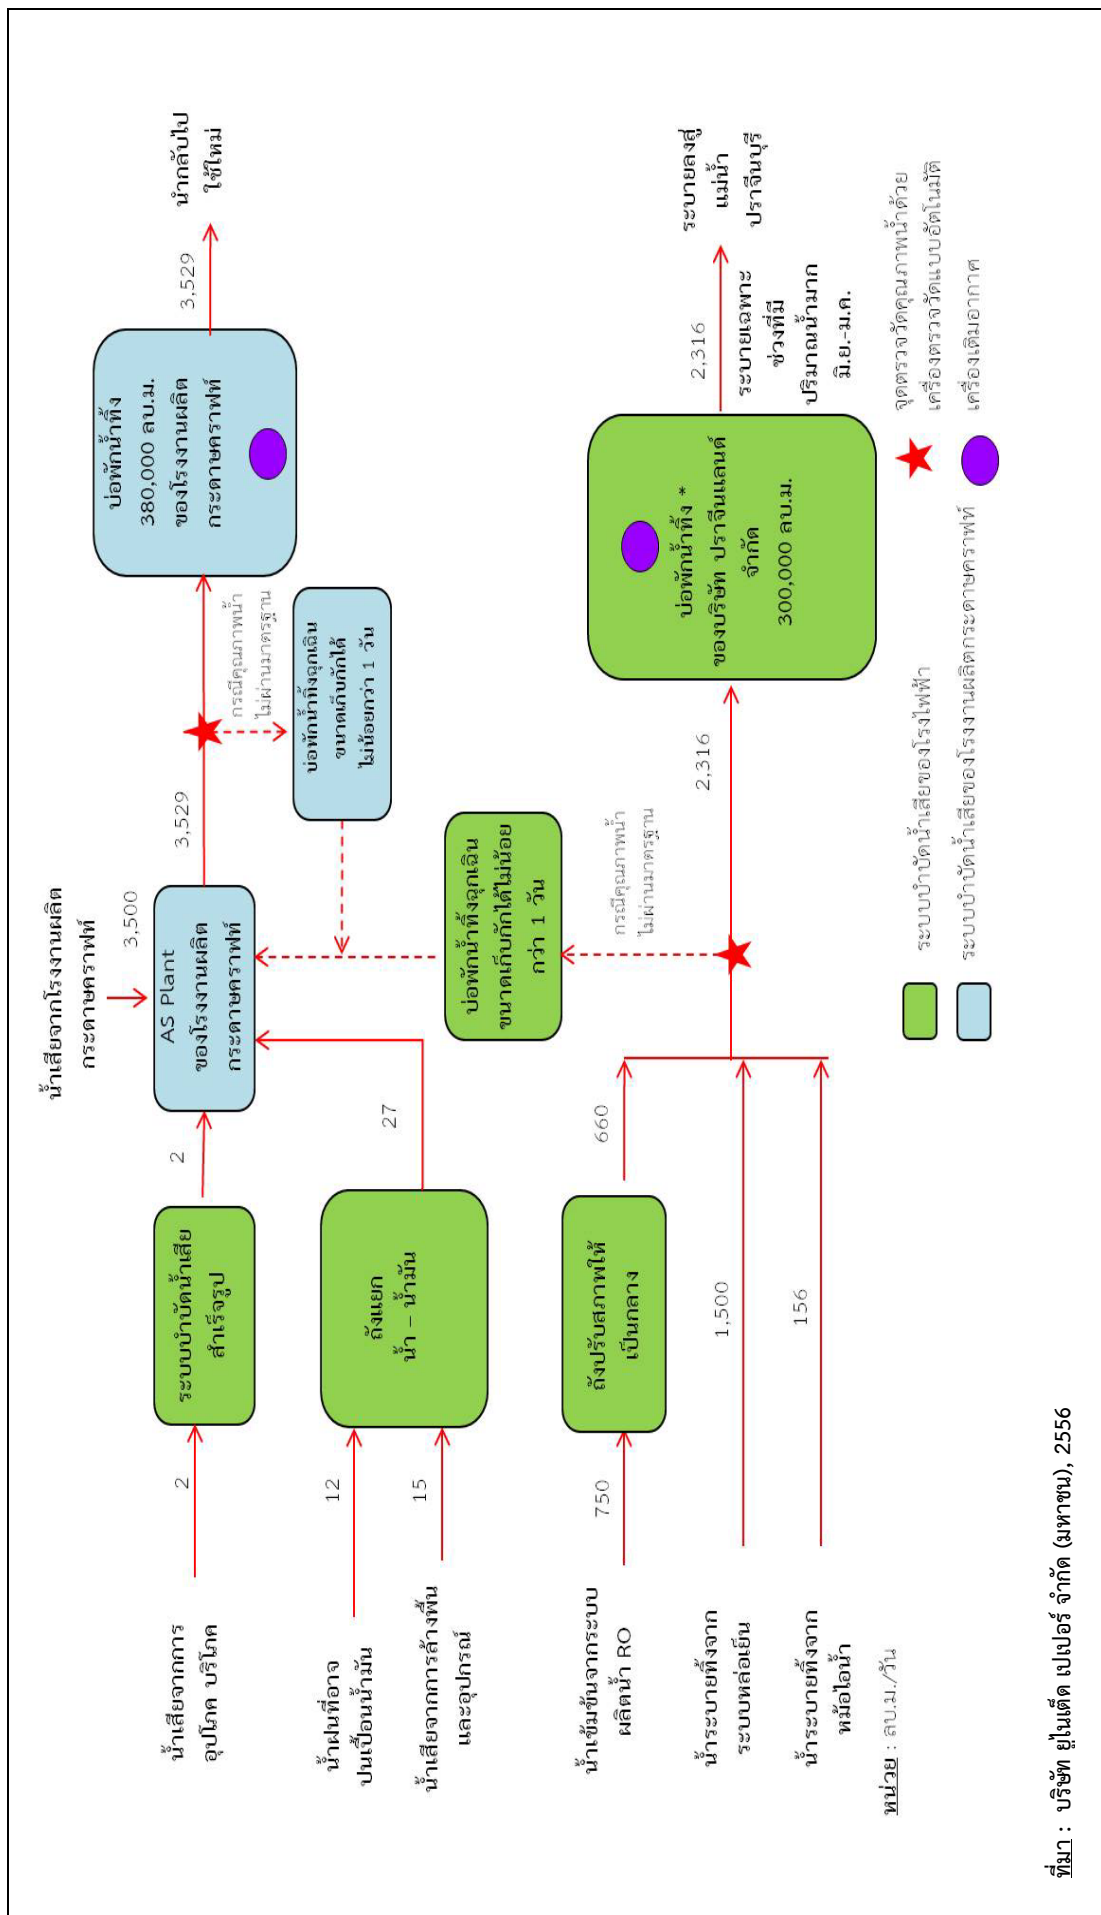 น้ำเสียจากโรงงานผลิต
กระดาษคราฟท์
3,500
น้ำเสียจากการ
อุปโภค บริโภค
2
ระบบบำบัดน้ำเสีย
สำเร็จรูป
2
AS Plant
ของโรงงานผลิต
กระดาษคราฟท์
3,529
กรณีคุณภาพน้ำ
ไม่ผ่านมาตรฐาน
บ่อพักน้ำทิ้ง
380,000 ลบ.ม.
ของโรงงานผลิต
กระดาษคราฟท์
3,529
นำกลับไป
ใช้ใหม่
บ่อพักน้ำทิ้งฉุกเฉิน
ขนาดเก็บกักได้
ไม่น้อยกว่า 1 วัน
น้ำฝนที่อาจ
ปนเปื้อนน้ำมัน
12
น้ำเสียจากการล้างพื้น
และอุปกรณ์
15
ถังแยก
น้ำ – น้ำมัน
27
บ่อพักน้ำทิ้งฉุกเฉิน
ขนาดเก็บกักได้ไม่น้อย
กว่า 1 วัน
กรณีคุณภาพน้ำ
ไม่ผ่านมาตรฐาน
น้ำเข้มข้นจากระบบ
ผลิตน้ำ RO
750
ถังปรับสภาพให้
เป็นกลาง
660
น้ำระบายทิ้งจาก
ระบบหล่อเย็น
1,500
น้ำระบายทิ้งจาก
หม้อไอน้ำ
156
2,316
บ่อพักน้ำทิ้ง *
ของบริษัท ปราจีนแลนด์
จำกัด
300,000 ลบ.ม.
2,316
ระบายเฉพาะ
ช่วงที่มี
ปริมาณน้ำมาก
มิ.ย.-ม.ค.
ระบายลงสู่
แม่น้ำ
ปราจีนบุรี
หน่วย : ลบ.ม./วัน
ระบบบำบัดน้ำเสียของโรงไฟฟ้า
ระบบบำบัดน้ำเสียของโรงงานผลิตกระดาษคราฟท์
จุดตรวจวัดคุณภาพน้ำด้วย
เครื่องตรวจวัดแบบอัตโนมัติ
เครื่องเติมอากาศ
ที่มา : บริษัท ยูไนเต็ด เปเปอร์ จำกัด (มหาชน), 2556